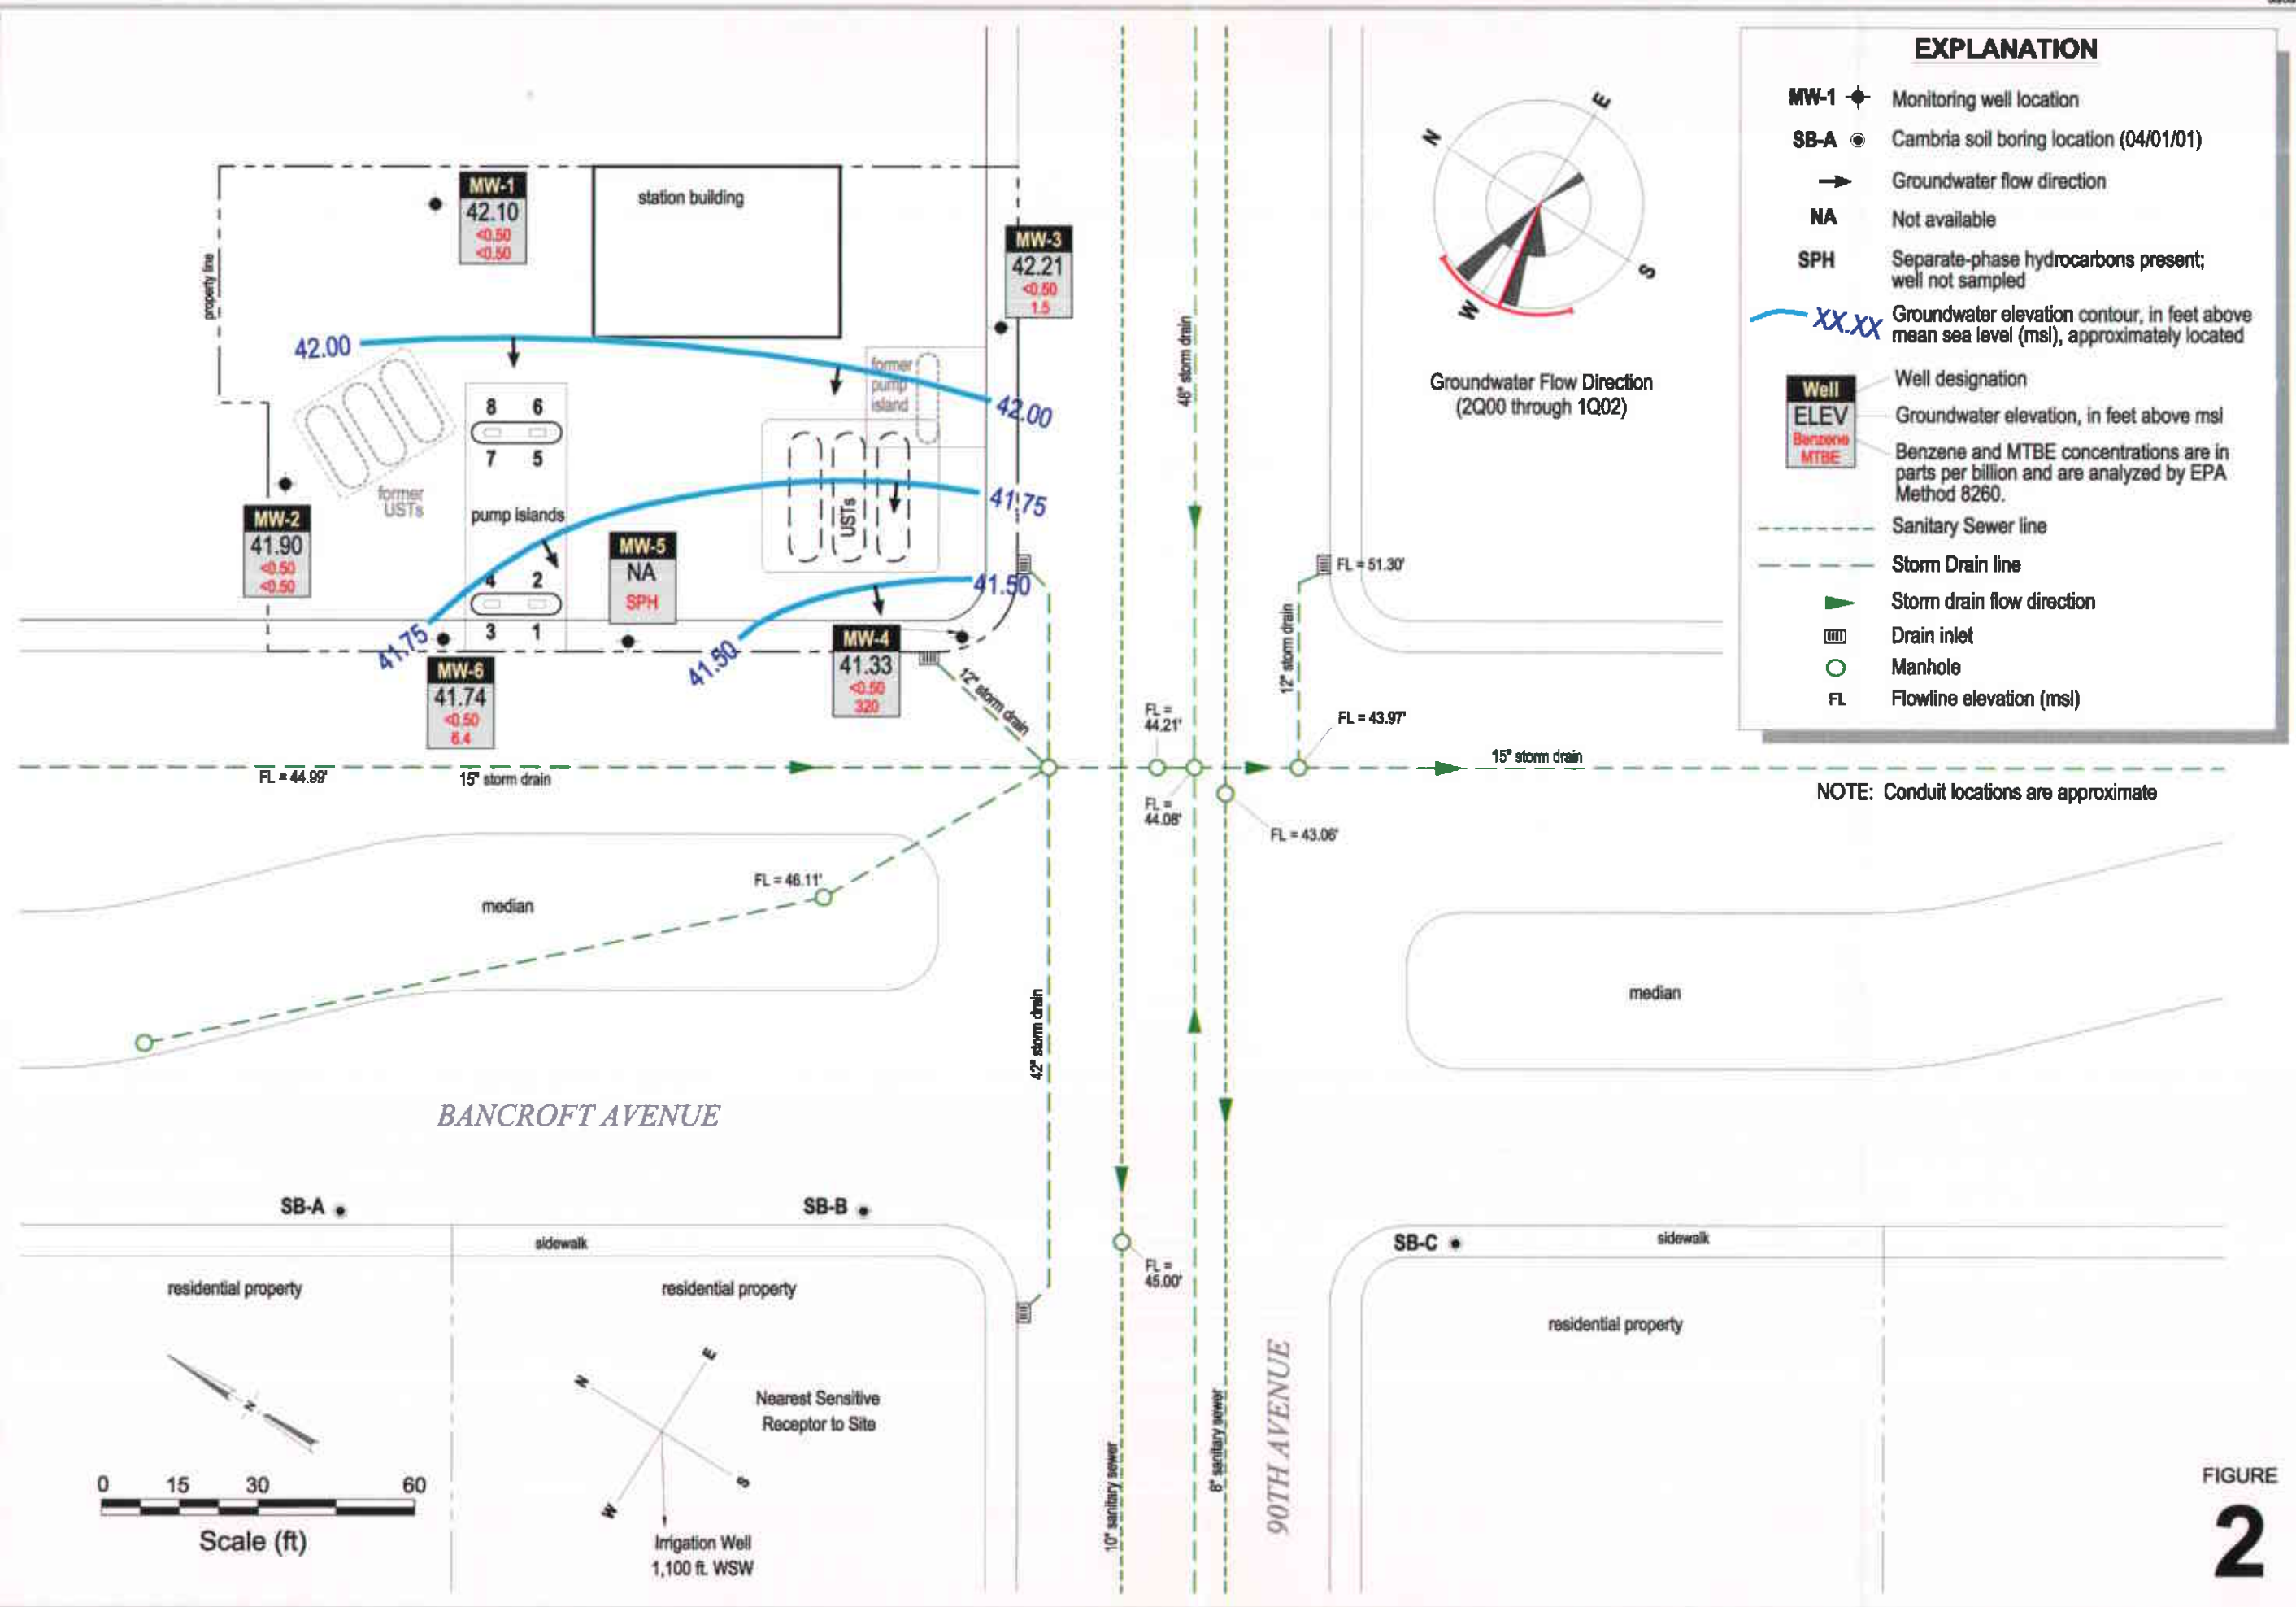 EXPLANATION
MW-1 Monitoring well location
SB-A Cambria soil boring location (04/01/01)
Groundwater flow direction
NA Not available
SPH Separate-phase hydrocarbons present;
well not sampled
XX.XX Groundwater elevation contour, in feet above
mean sea level (msl), approximately located
Well
ELEV
Benzene
MTBE
Well designation
Groundwater elevation, in feet above msl
Benzene and MTBE concentrations are in
parts per billion and are analyzed by EPA
Method 8260.
Sanitary Sewer line
Storm Drain line
Storm drain flow direction
Drain inlet
Manhole
FL Flowline elevation (msl)
NOTE: Conduit locations are approximate
property line
MW-1
42.10
<0.50
<0.50
station building
MW-3
42.21
<0.50
1.5
42.00
former
pump
island
42.00
8 6
7 5
former
USTs
pump islands
USTs
41.75
MW-2
41.90
<0.50
<0.50
MW-5
NA
SPH
4 2
3 1
41.50
41.75
41.50
MW-4
41.33
<0.50
320
MW-6
41.74
<0.50
6.4
12" storm drain
48" storm drain
N
E
S
W
Groundwater Flow Direction
(2Q00 through 1Q02)
FL = 51.30'
12" storm drain
FL =
44.21'
FL = 43.97'
15" storm drain
FL = 44.99'
15" storm drain
FL =
44.08'
FL = 43.06'
FL = 46.11'
median
median
42" storm drain
BANCROFT AVENUE
SB-A
SB-B
SB-C
sidewalk
sidewalk
residential property
residential property
residential property
FL =
45.00'
90TH AVENUE
10" sanitary sewer
8" sanitary sewer
N
0 15 30 60
Scale (ft)
N
E
S
W
Nearest Sensitive
Receptor to Site
Irrigation Well
1,100 ft. WSW
FIGURE
2